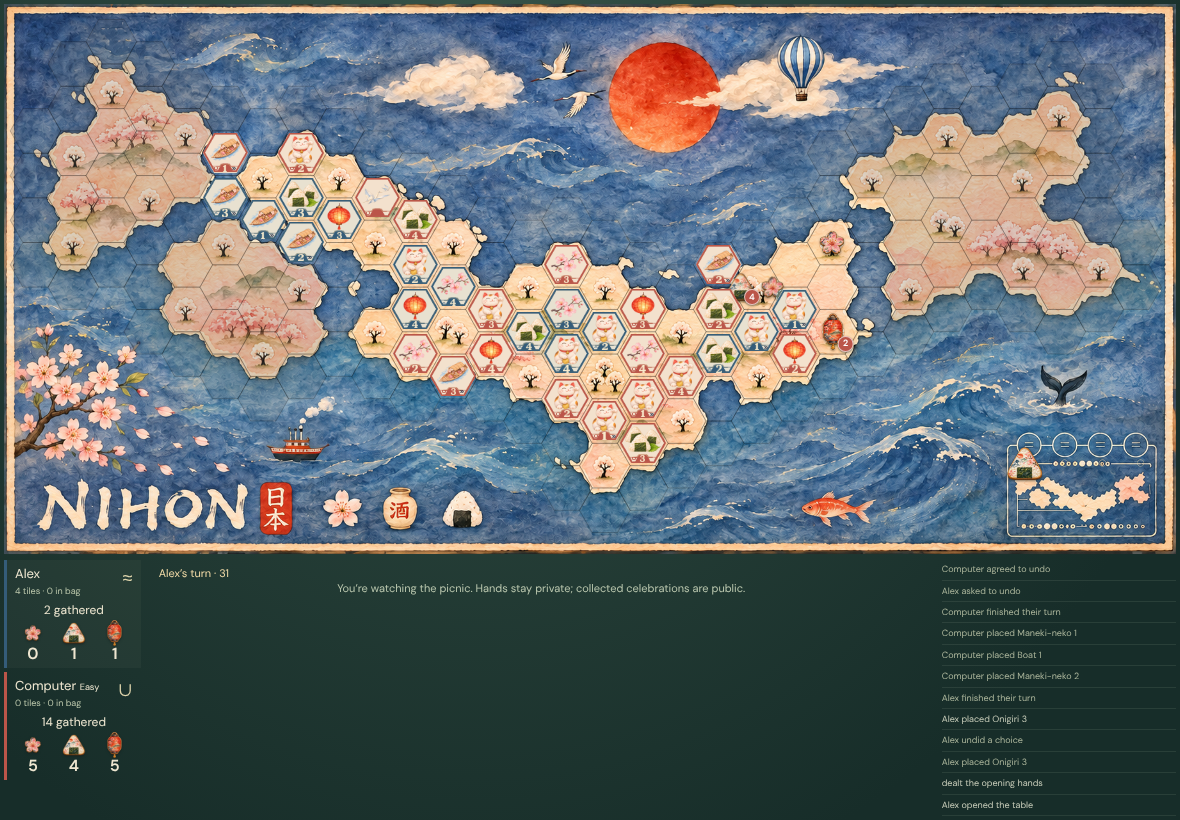 NIHON 日本
酒
4
2
Alex
4 tiles · 0 in bag
2 gathered
0 1 1
Computer Easy
0 tiles · 0 in bag
14 gathered
5 4 5
Alex's turn · 31
You're watching the picnic. Hands stay private; collected celebrations are public.
Computer agreed to undo
Alex asked to undo
Computer finished their turn
Computer placed Maneki-neko 1
Computer placed Boat 1
Computer placed Maneki-neko 2
Alex finished their turn
Alex placed Onigiri 3
Alex undid a choice
Alex placed Onigiri 3
dealt the opening hands
Alex opened the table